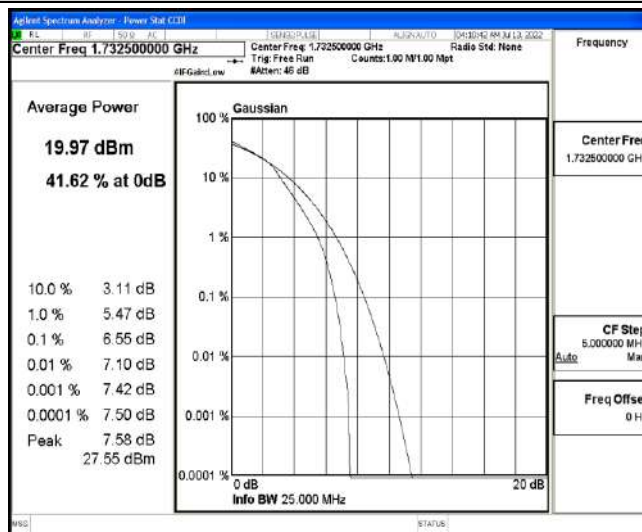 Agilent Spectrum Analyzer - Power Stat CCDF
RL RF 50 Ω AC SENSE:PULSE ALIGN AUTO 04:10:42 AM Jul 13, 2022
Center Freq 1.732500000 GHz
Center Freq: 1.732500000 GHz Radio Std: None
Trig: Free Run Counts:1.00 M/1.00 Mpt
#IFGain:Low #Atten: 46 dB
Frequency
Average Power
19.97 dBm
41.62 % at 0dB
10.0 % 3.11 dB
1.0 % 5.47 dB
0.1 % 6.55 dB
0.01 % 7.10 dB
0.001 % 7.42 dB
0.0001 % 7.50 dB
Peak 7.58 dB
27.55 dBm
Gaussian
100 %
10 %
1 %
0.1 %
0.01 %
0.001 %
0.0001 %
0 dB 20 dB
Info BW 25.000 MHz
Center Fre
1.732500000 GH
CF Step
5.000000 MH
Auto Ma
Freq Offse
0 H
MSG STATUS